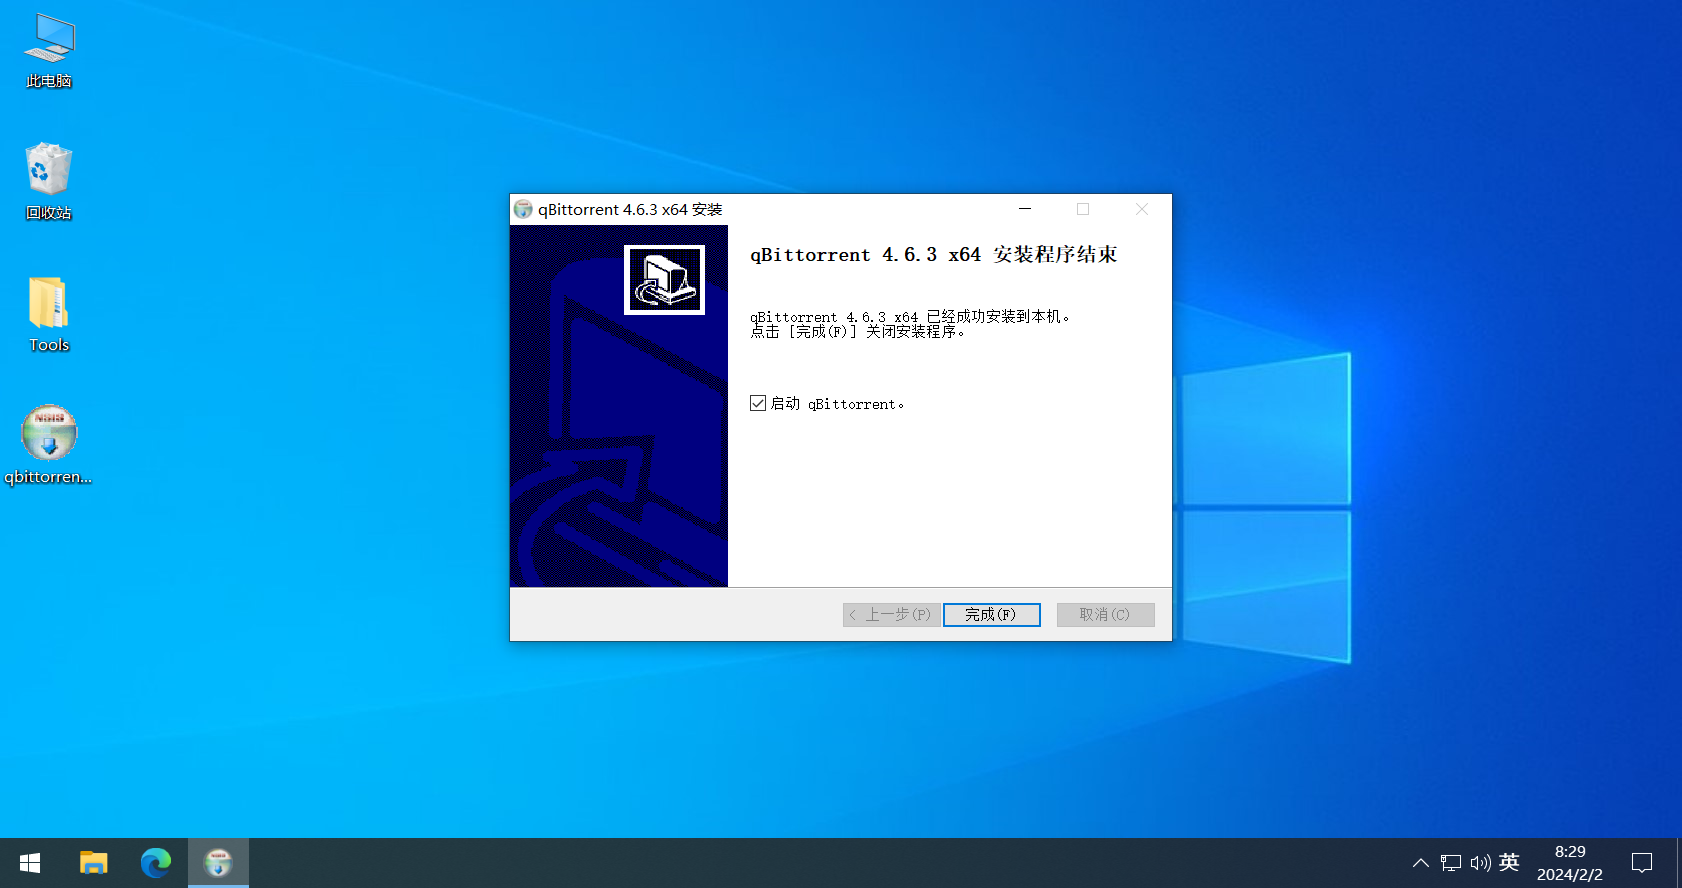 此电脑
回收站
Tools
NSIS
qbittorren...
qBittorrent 4.6.3 x64 安装
qBittorrent 4.6.3 x64 安装程序结束
qBittorrent 4.6.3 x64 已经成功安装到本机。
点击 [完成(F)] 关闭安装程序。
启动 qBittorrent。
< 上一步(P)
完成(F)
取消(C)
英
8:29
2024/2/2